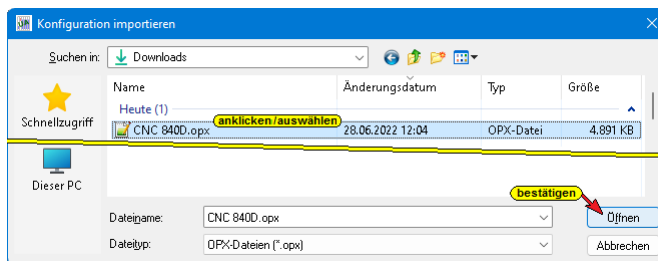 Konfiguration importieren
Suchen in: Downloads
Name Änderungsdatum Typ Größe
Heute (1)
Schnellzugriff
CNC 840D.opx anklicken/auswählen 28.06.2022 12:04 OPX-Datei 4.891 KB
Dieser PC
bestätigen
Dateiname: CNC 840D.opx Öffnen
Dateityp: OPX-Dateien (*.opx) Abbrechen